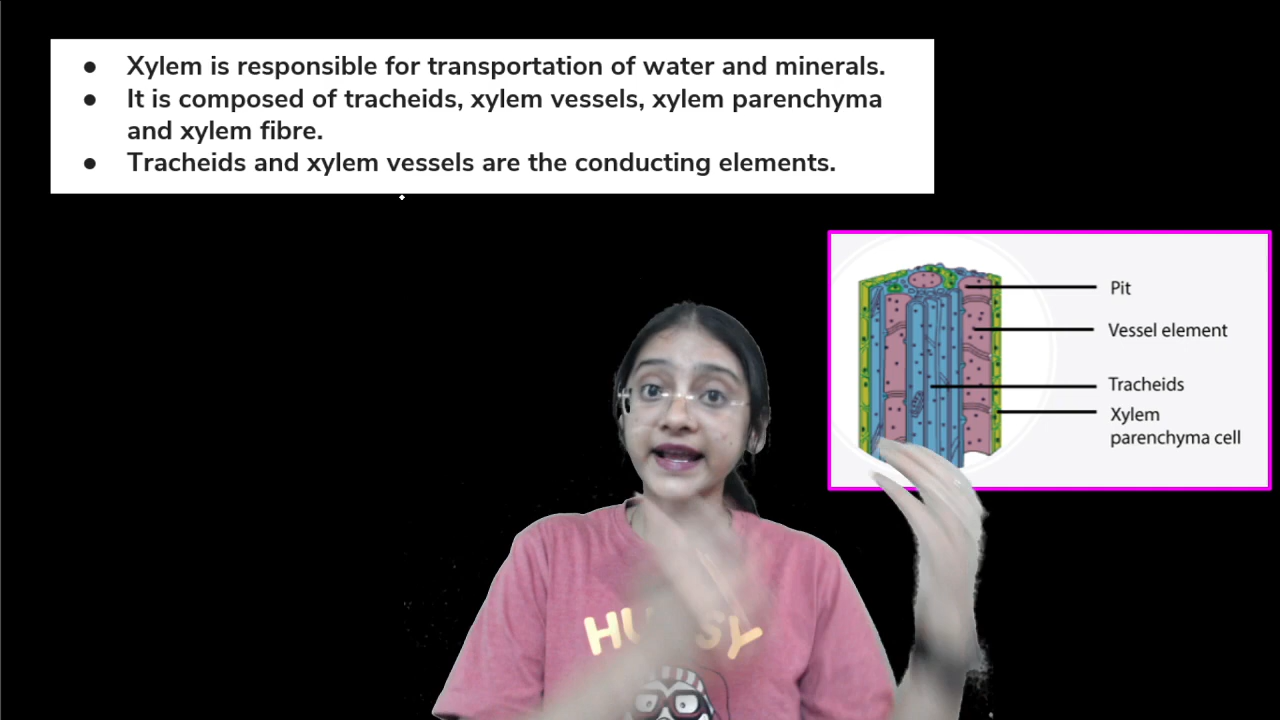 ● Xylem is responsible for transportation of water and minerals.
● It is composed of tracheids, xylem vessels, xylem parenchyma
and xylem fibre.
● Tracheids and xylem vessels are the conducting elements.
Pit
Vessel element
Tracheids
Xylem
parenchyma cell